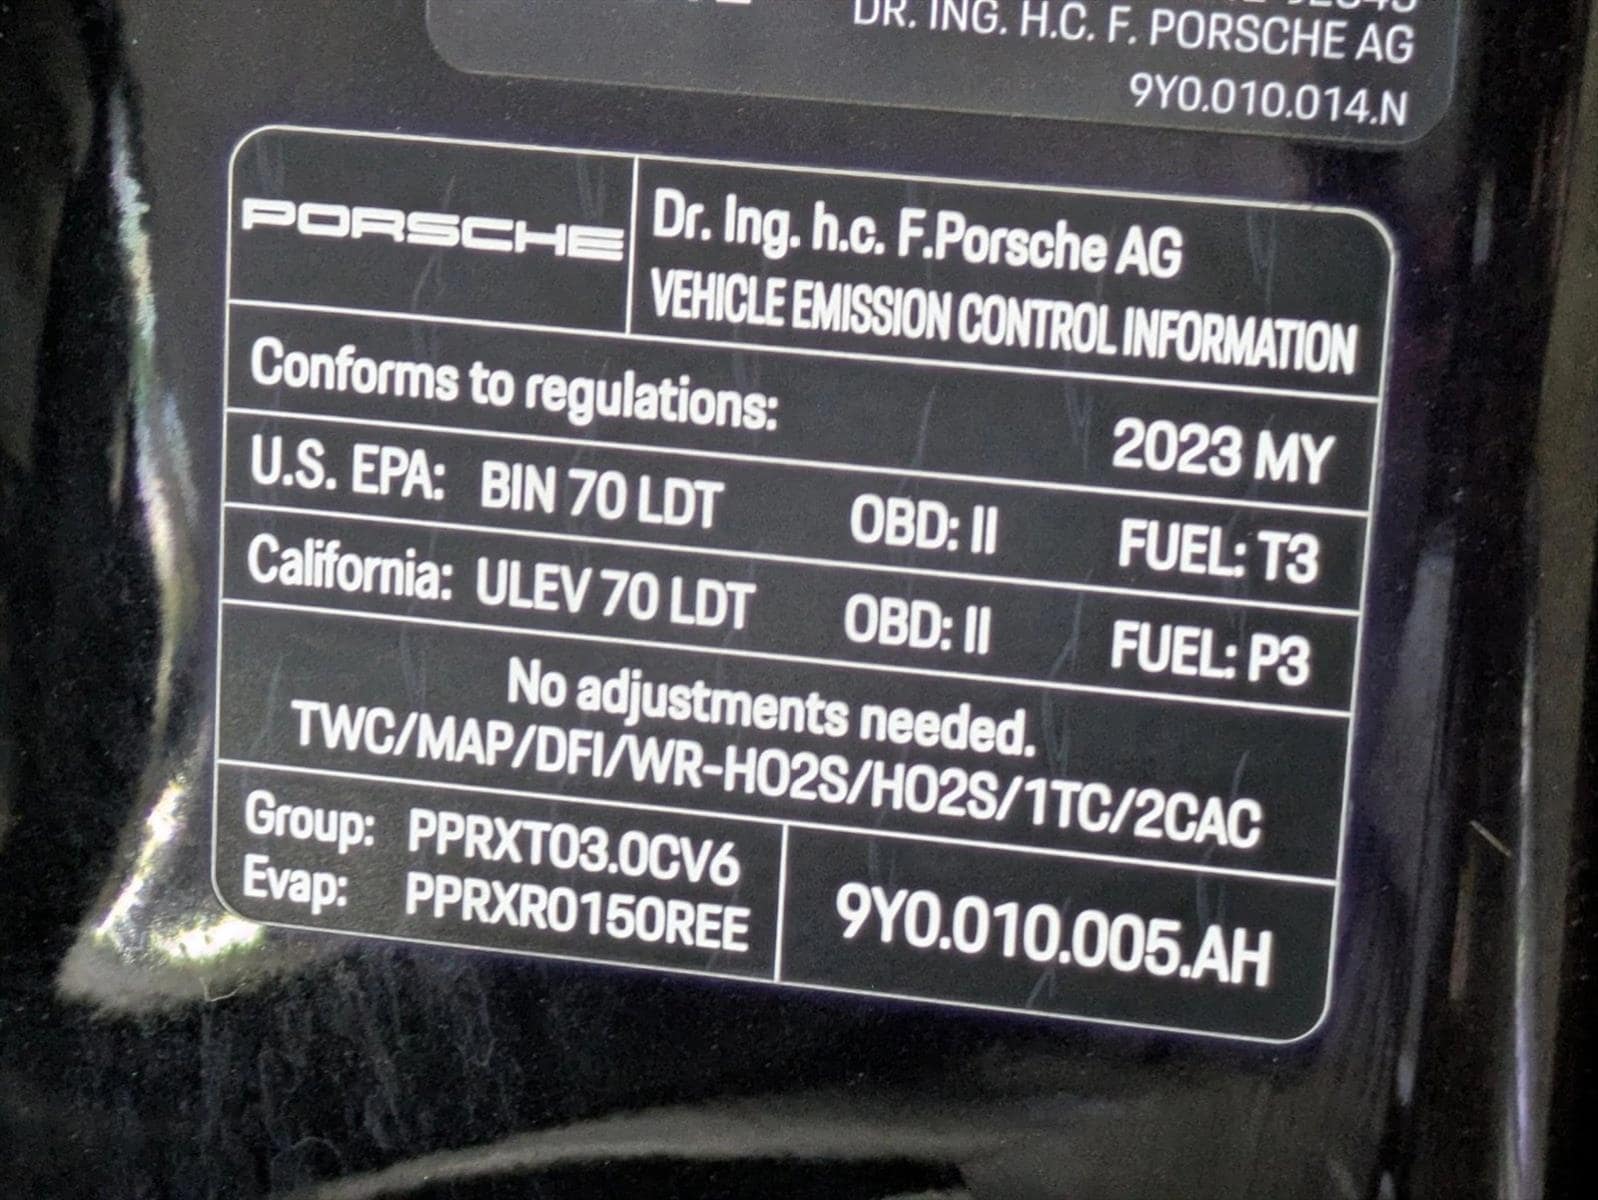 DR. ING. H.C. F. PORSCHE AG
9Y0.010.014.N
PORSCHE
Dr. Ing. h.c. F.Porsche AG
VEHICLE EMISSION CONTROL INFORMATION
Conforms to regulations: 2023 MY
U.S. EPA: BIN 70 LDT OBD: II FUEL: T3
California: ULEV 70 LDT OBD: II FUEL: P3
No adjustments needed.
TWC/MAP/DFI/WR-HO2S/HO2S/1TC/2CAC
Group: PPRXT03.0CV6
Evap: PPRXR0150REE
9Y0.010.005.AH